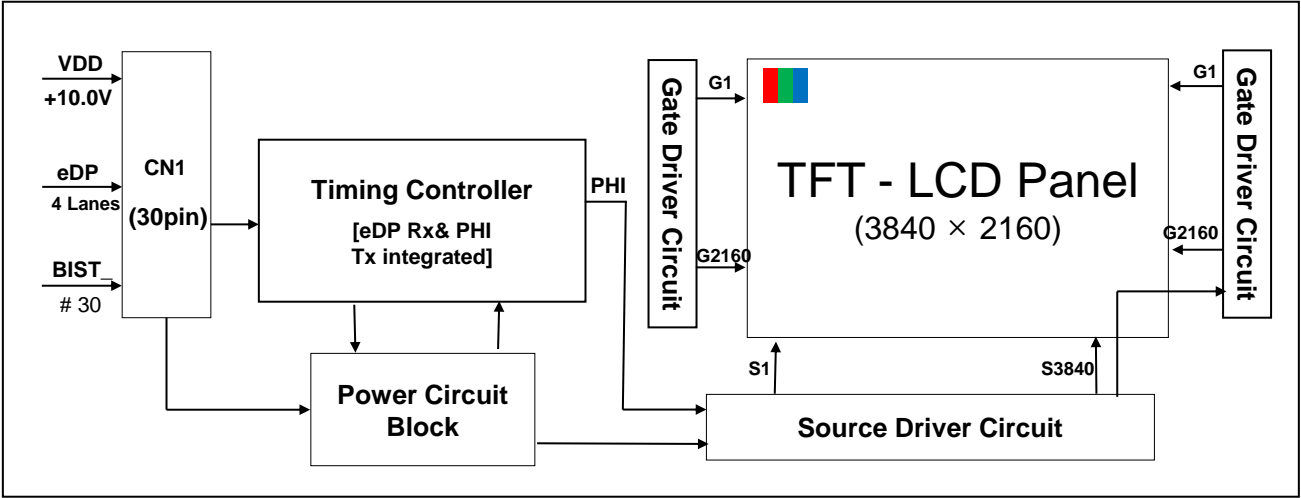 VDD
+10.0V
eDP
4 Lanes
BIST_
# 30
CN1
(30pin)
Timing Controller
[eDP Rx& PHI
Tx integrated]
PHI
Power Circuit
Block
Gate Driver Circuit
G1
G2160
TFT - LCD Panel
(3840 × 2160)
G1
G2160
Gate Driver Circuit
S1
S3840
Source Driver Circuit